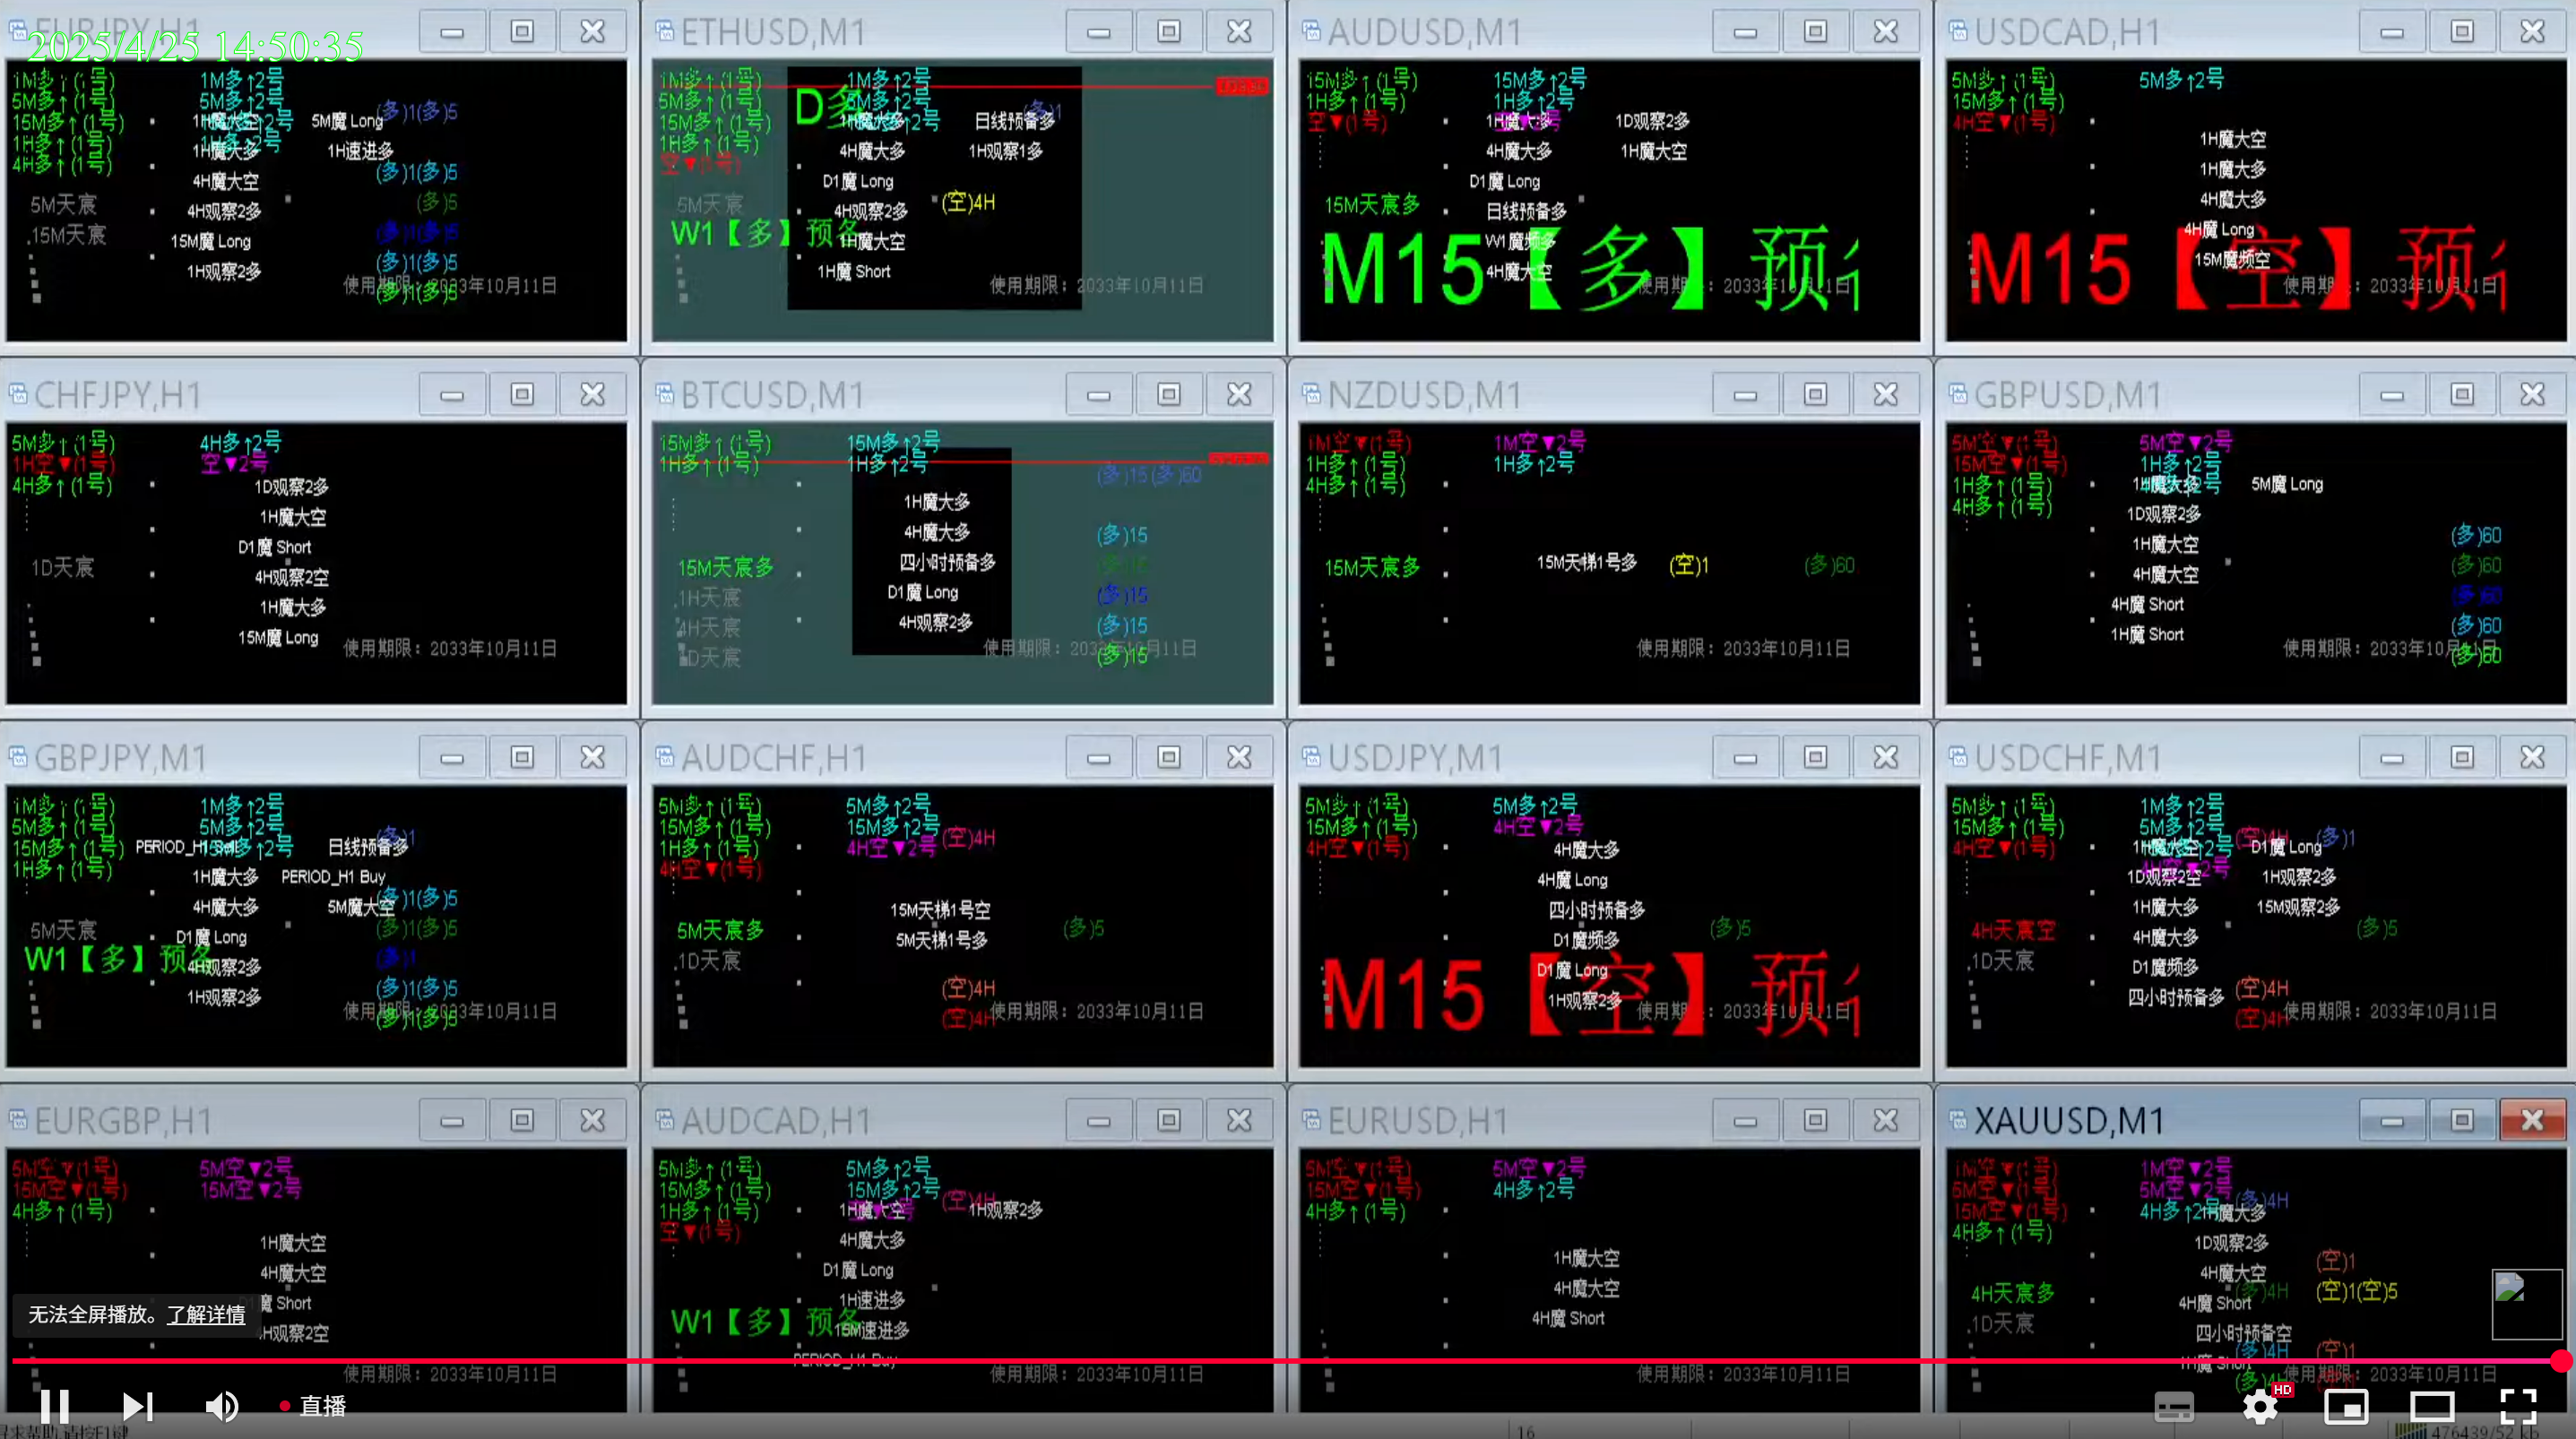 EURJPY,H1
2025/4/25 14:50:35
1M多↑(1号)
5M多↑(1号)
15M多↑(1号)
1H多↑(1号)
4H多↑(1号)
1M多↑2号
5M多↑2号
1H魔大空
5M魔 Long
(多)1(多)5
1H魔大多
1H速进多
(多)1(多)5
4H魔大空
5M天宸
4H观察2多
(多)5
.15M天宸
15M魔 Long
(多)1(多)5
1H观察2多
(多)1(多)5
使用期限：2033年10月11日
(多)1(多)5
ETHUSD,M1
1M多↑(1号)
5M多↑(1号)
15M多↑(1号)
1H多↑(1号)
空▼(1号)
D多
1M多↑2号
5M多↑2号
1H魔大多
日线预备多
(多)1
4H魔大多
1H观察1多
D1魔 Long
5M天宸
4H观察2多
(空)4H
W1【多】预备
1H魔大空
1H魔 Short
使用期限：2033年10月11日
AUDUSD,M1
15M多↑(1号)
1H多↑(1号)
空▼(1号)
15M多↑2号
1H多↑2号
1H魔大多
1D观察2多
4H魔大多
1H魔大空
D1魔 Long
15M天宸多
日线预备多
W1魔频多
4H魔大空
M15【多】预
2033年10月11日
USDCAD,H1
5M多↑(1号)
15M多↑(1号)
4H空▼(1号)
5M多↑2号
1H魔大空
1H魔大多
4H魔大多
4H魔 Long
15M魔频空
M15【空】预
2033年10月11日
CHFJPY,H1
5M多↑(1号)
1H空▼(1号)
4H多↑(1号)
4H多↑2号
空▼2号
1D观察2多
1H魔大空
D1魔 Short
1D天宸
4H观察2空
1H魔大多
15M魔 Long
使用期限：2033年10月11日
BTCUSD,M1
15M多↑(1号)
1H多↑(1号)
15M多↑2号
1H多↑2号
(多)15(多)60
1H魔大多
4H魔大多
(多)15
15M天宸多
四小时预备多
(多)15
.1H天宸
D1魔 Long
(多)15
4H天宸
4H观察2多
(多)15
1D天宸
使用期限：2033年10月11日
(多)15
NZDUSD,M1
1M空▼(1号)
1H多↑(1号)
4H多↑(1号)
1M空▼2号
1H多↑2号
15M天宸多
15M天梯1号多
(空)1
(多)60
使用期限：2033年10月11日
GBPUSD,M1
5M空▼(1号)
15M空▼(1号)
1H多↑(1号)
4H多↑(1号)
5M空▼2号
1H多↑2号
1H魔大多
5M魔 Long
1D观察2多
1H魔大空
(多)60
4H魔大空
(多)60
4H魔 Short
(多)60
1H魔 Short
(多)60
使用期限：2033年10月11日
(多)60
GBPJPY,M1
1M多↑(1号)
5M多↑(1号)
15M多↑(1号)
1H多↑(1号)
1M多↑2号
5M多↑2号
15M多↑2号
日线预备多
(多)1
1H魔大多
PERIOD_H1 Buy
(多)1(多)5
4H魔大多
5M魔大空
5M天宸
D1魔 Long
(多)1(多)5
W1【多】预备
4H观察2多
(多)1
1H观察2多
(多)1(多)5
使用期限：2033年10月11日
(多)1(多)5
AUDCHF,H1
5M多↑(1号)
15M多↑(1号)
1H多↑(1号)
4H空▼(1号)
5M多↑2号
15M多↑2号
4H空▼2号
(空)4H
15M天梯1号空
5M天宸多
5M天梯1号多
(多)5
.1D天宸
(空)4H
(空)4H
使用期限：2033年10月11日
USDJPY,M1
5M多↑(1号)
15M多↑(1号)
4H空▼(1号)
5M多↑2号
4H空▼2号
4H魔大多
4H魔 Long
四小时预备多
(多)5
D1魔频多
D1魔 Long
1H观察2多
M15【空】预
2033年10月11日
USDCHF,M1
5M多↑(1号)
15M多↑(1号)
4H空▼(1号)
1M多↑2号
5M多↑2号
(空)4H
(多)1
1H魔大空
D1魔 Long
4H空▼2号
1D观察2空
1H观察2多
1H魔大多
15M观察2多
4H天宸空
4H魔大多
(多)5
.1D天宸
D1魔频多
四小时预备多
(空)4H
(空)4H
使用期限：2033年10月11日
EURGBP,H1
5M空▼(1号)
15M空▼(1号)
4H多↑(1号)
5M空▼2号
15M空▼2号
1H魔大空
4H魔大空
魔 Short
4H观察2空
使用期限：2033年10月11日
AUDCAD,H1
5M多↑(1号)
15M多↑(1号)
1H多↑(1号)
空▼(1号)
5M多↑2号
15M多↑2号
(空)4H
1H魔大空
1H观察2多
4H魔大多
D1魔 Long
1H速进多
W1【多】预备
15M速进多
PERIOD_H1 Buy
使用期限：2033年10月11日
EURUSD,H1
5M空▼(1号)
15M空▼(1号)
4H多↑(1号)
5M空▼2号
4H多↑2号
1H魔大空
4H魔大空
4H魔 Short
使用期限：2033年10月11日
XAUUSD,M1
1M空▼(1号)
5M空▼(1号)
15M空▼(1号)
4H多↑(1号)
1M空▼2号
5M空▼2号
4H多↑2号
(多)4H
1H魔大多
1D观察2多
(空)1
4H魔大空
4H天宸多
4H魔 Short
(多)4H
(空)1(空)5
.1D天宸
四小时预备空
(多)4H
(空)1
1H魔 Short
使用期限：2033年10月11日
无法全屏播放。了解详情
直播
HD
16
476439/52 kb